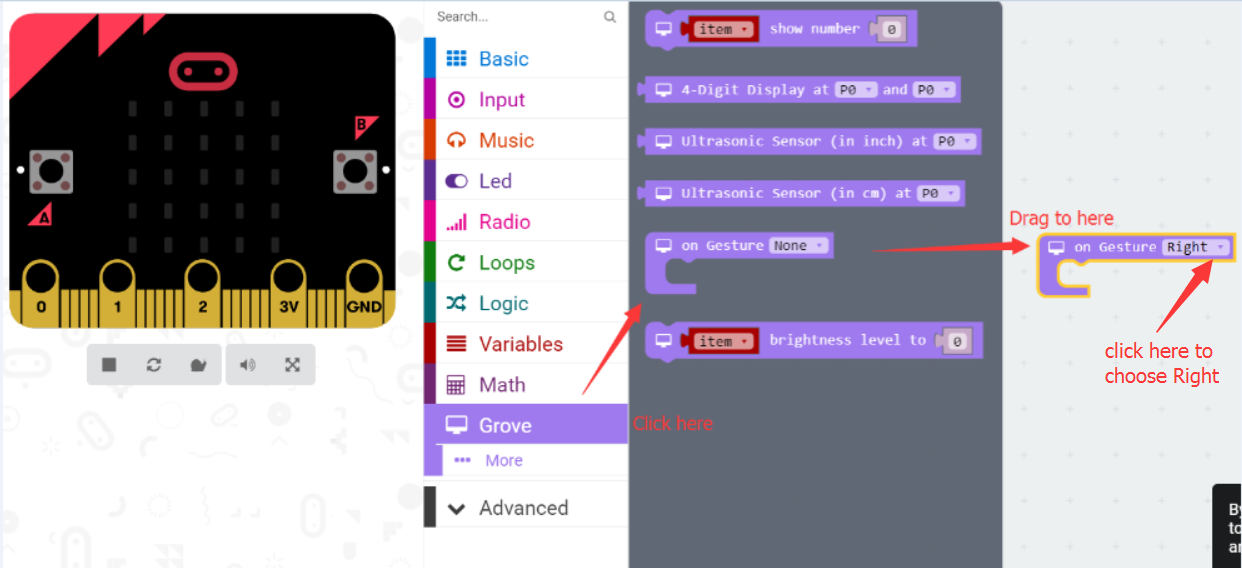 B
A
0
1
2
3V
GND
Search...
Basic
Input
Music
Led
Radio
Loops
Logic
Variables
Math
Grove
More
Advanced
item show number 0
4-Digit Display at P0 and P0
Ultrasonic Sensor (in inch) at P0
Ultrasonic Sensor (in cm) at P0
on Gesture None
item brightness level to 0
Click here
Drag to here
on Gesture Right
click here to
choose Right
By
to
an